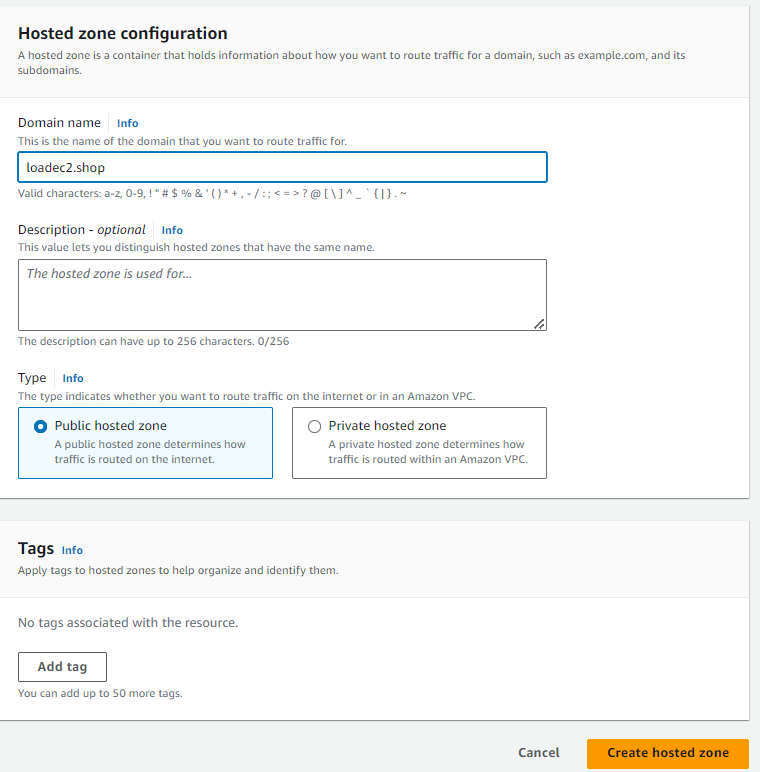 Hosted zone configuration
A hosted zone is a container that holds information about how you want to route traffic for a domain, such as example.com, and its
subdomains.
Domain name Info
This is the name of the domain that you want to route traffic for.
loadec2.shop
Valid characters: a-z, 0-9, ! " # $ % & ' ( ) * + , - / : ; < = > ? @ [ \ ] ^ _ ` { | } . ~
Description - optional Info
This value lets you distinguish hosted zones that have the same name.
The hosted zone is used for...
The description can have up to 256 characters. 0/256
Type Info
The type indicates whether you want to route traffic on the internet or in an Amazon VPC.
Public hosted zone
A public hosted zone determines how
traffic is routed on the internet.
Private hosted zone
A private hosted zone determines how
traffic is routed within an Amazon VPC.
Tags Info
Apply tags to hosted zones to help organize and identify them.
No tags associated with the resource.
Add tag
You can add up to 50 more tags.
Cancel
Create hosted zone